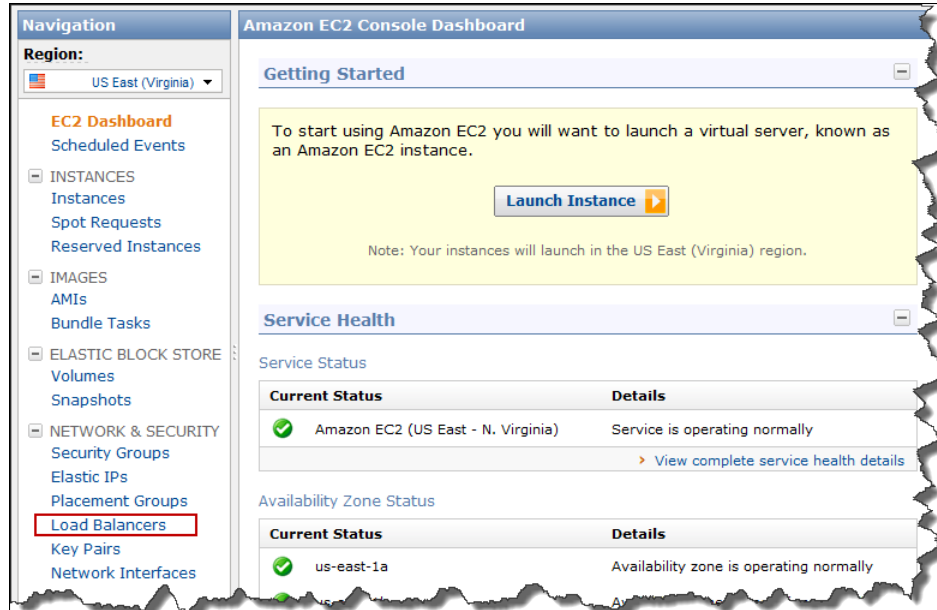 Navigation
Region:
US East (Virginia)
EC2 Dashboard
Scheduled Events
INSTANCES
Instances
Spot Requests
Reserved Instances
IMAGES
AMIs
Bundle Tasks
ELASTIC BLOCK STORE
Volumes
Snapshots
NETWORK & SECURITY
Security Groups
Elastic IPs
Placement Groups
Load Balancers
Key Pairs
Network Interfaces
Amazon EC2 Console Dashboard
Getting Started
To start using Amazon EC2 you will want to launch a virtual server, known as
an Amazon EC2 instance.
Launch Instance
Note: Your instances will launch in the US East (Virginia) region.
Service Health
Service Status
Current Status Details
Amazon EC2 (US East - N. Virginia) Service is operating normally
View complete service health details
Availability Zone Status
Current Status Details
us-east-1a Availability zone is operating normally